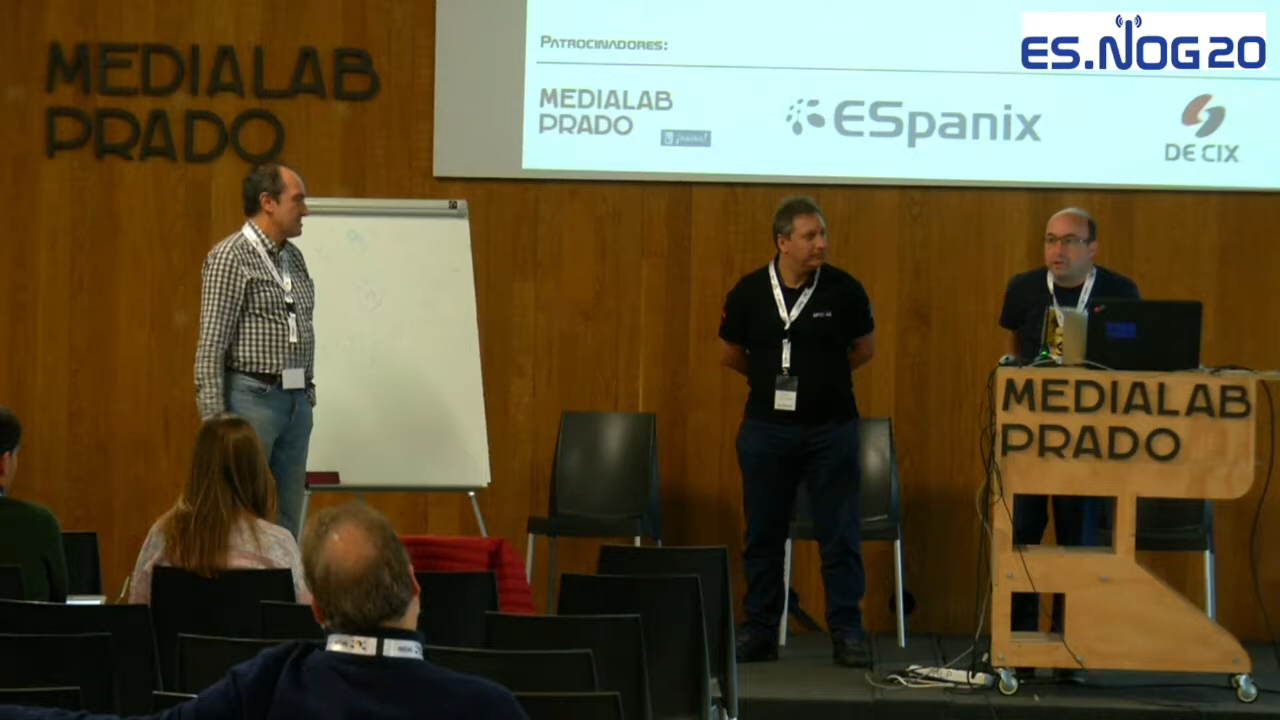 MEDIALAB
PRADO
PATROCINADORES:
MEDIALAB
PRADO
ESpanix
DE CIX
ES.NOG20
MEDIALAB
PRADO